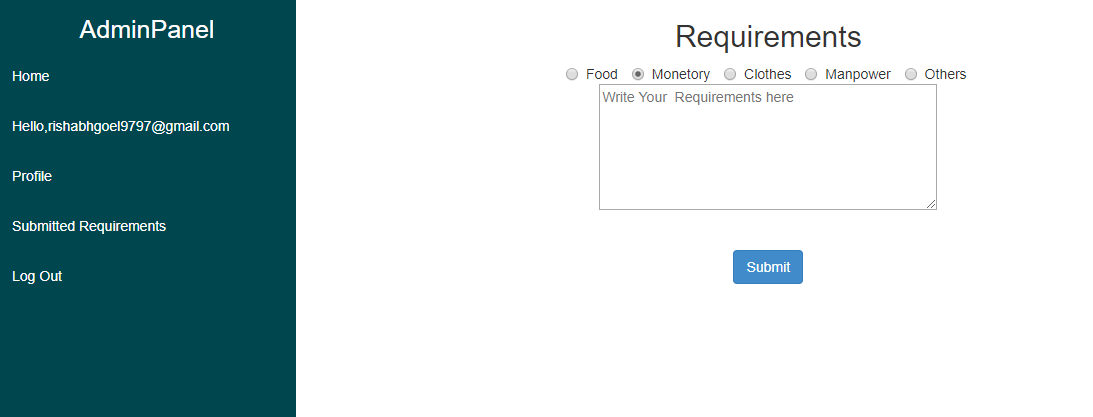 AdminPanel
Home
Hello,rishabhgoel9797@gmail.com
Profile
Submitted Requirements
Log Out
Requirements
Food Monetory Clothes Manpower Others
Write Your  Requirements here
Submit